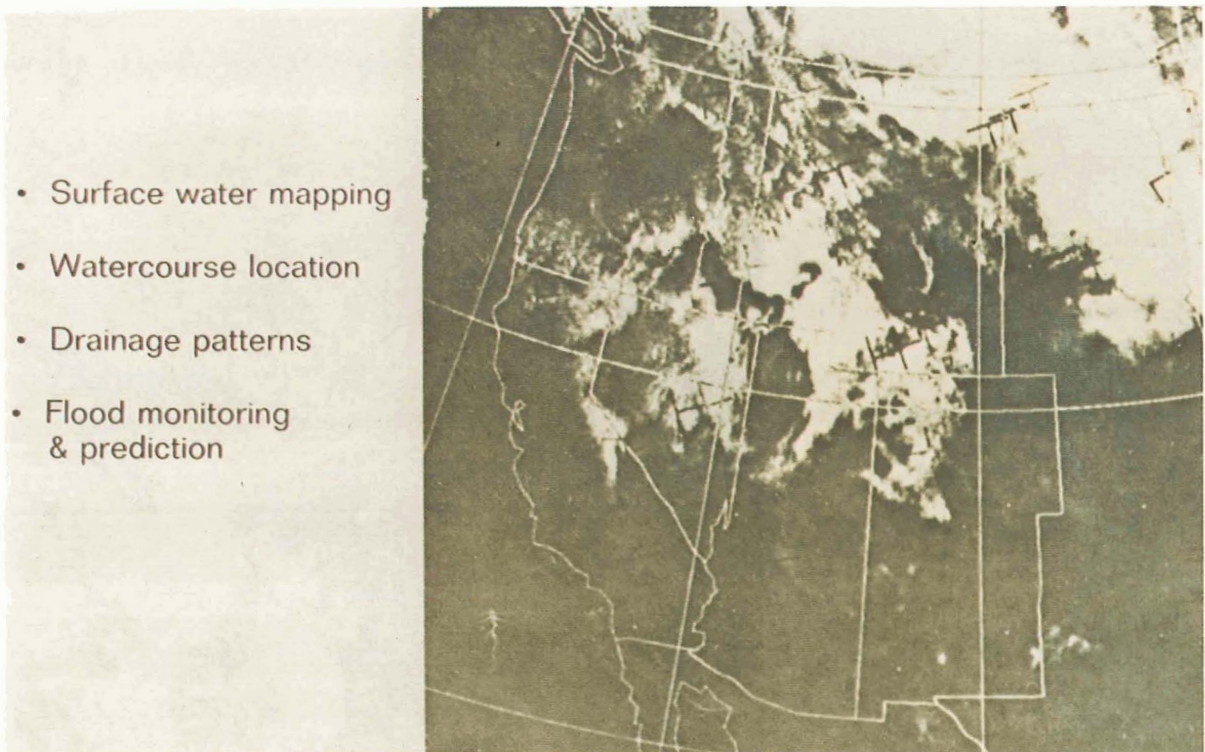 • Surface water mapping
• Watercourse location
• Drainage patterns
• Flood monitoring
& prediction